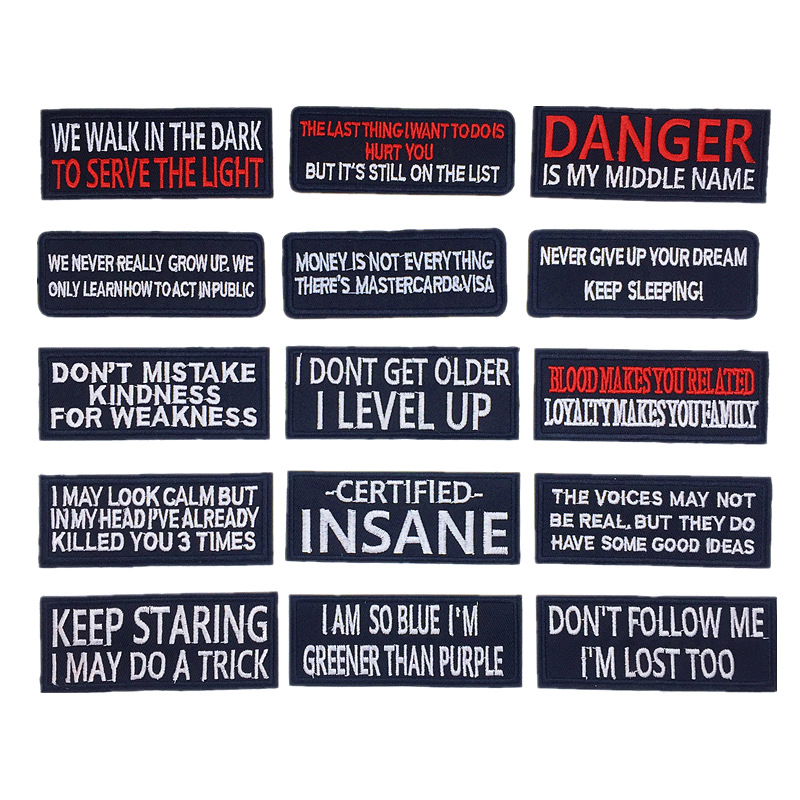 WE WALK IN THE DARK
TO SERVE THE LIGHT
THE LAST THING I WANT TO DO IS
HURT YOU
BUT IT'S STILL ON THE LIST
DANGER
IS MY MIDDLE NAME
WE NEVER REALLY GROW UP. WE
ONLY LEARN HOW TO ACT IN PUBLIC
MONEY IS NOT EVERYTHNG
THERE'S MASTERCARD&VISA
NEVER GIVE UP YOUR DREAM
KEEP SLEEPING!
DON'T MISTAKE
KINDNESS
FOR WEAKNESS
I DONT GET OLDER
I LEVEL UP
BLOOD MAKES YOU RELATED
LOYALTY MAKES YOU FAMILY
I MAY LOOK CALM BUT
IN MY HEAD I'VE ALREADY
KILLED YOU 3 TIMES
-CERTIFIED-
INSANE
THE VOICES MAY NOT
BE REAL. BUT THEY DO
HAVE SOME GOOD IDEAS
KEEP STARING
I MAY DO A TRICK
I AM SO BLUE I'M
GREENER THAN PURPLE
DON'T FOLLOW ME
I'M LOST TOO